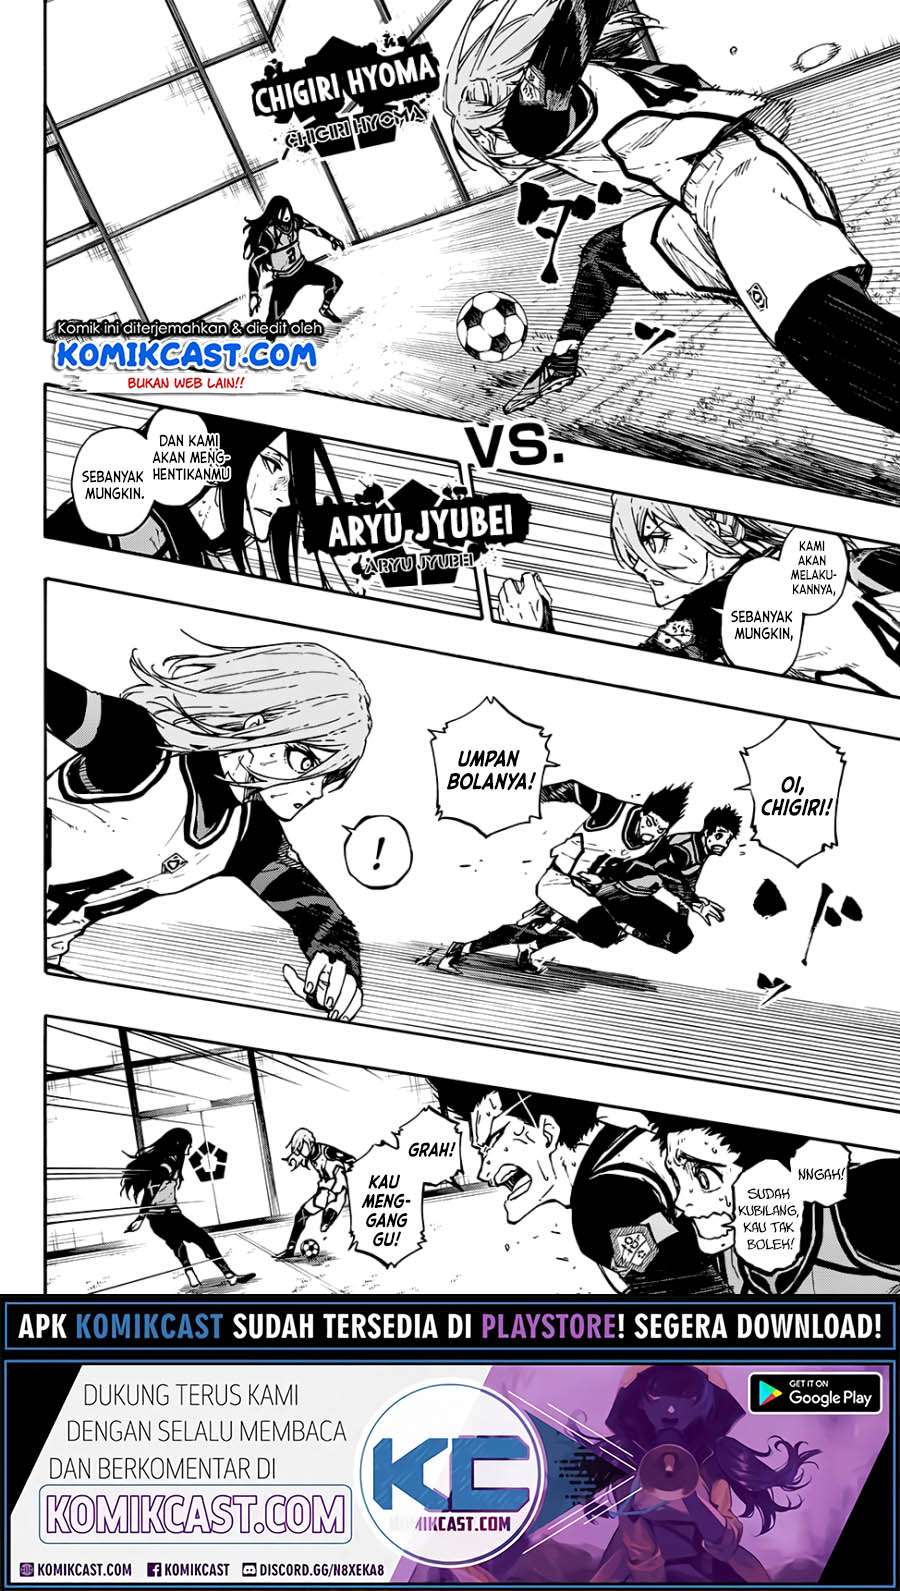 CHIGIRI HYOMA
CHIGIRI HYOMA
Komik ini diterjemahkan & diedit oleh
KOMIKCAST.COM
BUKAN WEB LAIN!!
VS.
KAMI
AKAN
MELAKU-
KANNYA,
SEBANYAK
MUNGKIN,
DAN KAMI
AKAN MENG-
HENTIKANMU
SEBANYAK
MUNGKIN.
ARYU JYUBEI
ARYU JYUBEI
OI,
CHIGIRI!
UMPAN
BOLANYA!
!
NNGAH!
SUDAH
KUBILANG,
KAU TAK
BOLEH!
GRAH!
KAU
MENG-
GANG
GU!
APK KOMIKCAST SUDAH TERSEDIA DI PLAYSTORE! SEGERA DOWNLOAD!
DUKUNG TERUS KAMI
DENGAN SELALU MEMBACA
DAN BERKOMENTAR DI
KOMIKCAST.COM
KC
KOMIKCAST.COM
GET IT ON
Google Play
KOMIKCAST.COM KOMIKCAST DISCORD.GG/N8XEKA8